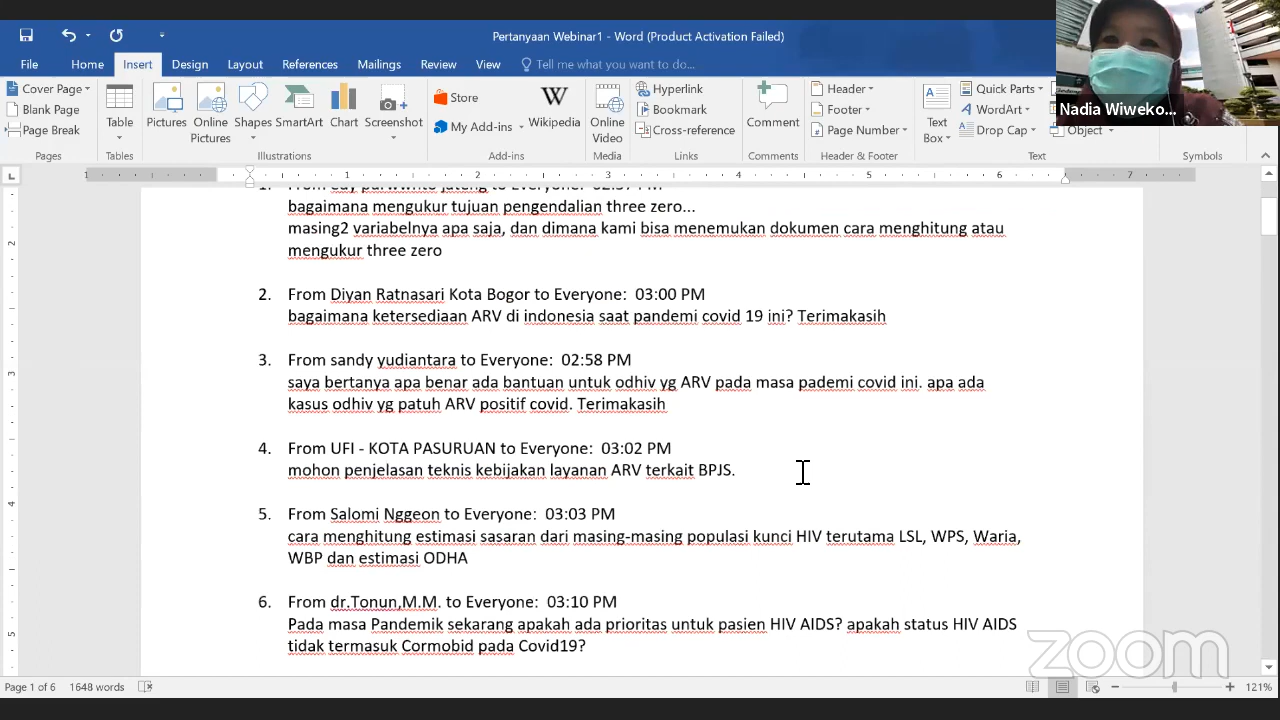 Pertanyaan Webinar1 - Word (Product Activation Failed)
File Home Insert Design Layout References Mailings Review View Tell me what you want to do...
Nadia Wiweko...
Cover Page
Blank Page
Page Break
Pages
Table
Tables
Pictures
Online Pictures
Shapes
SmartArt
Chart
Screenshot
Illustrations
Store
My Add-ins
Wikipedia
Add-ins
Online Video
Media
Hyperlink
Bookmark
Cross-reference
Links
Comment
Comments
Header
Footer
Page Number
Header & Footer
Text Box
Quick Parts
WordArt
Drop Cap
Object
Text
Symbols
1 1 2 3 4 5 6 7
bagaimana mengukur tujuan pengendalian three zero...
masing2 variabelnya apa saja, dan dimana kami bisa menemukan dokumen cara menghitung atau
mengukur three zero
2. From Diyan Ratnasari Kota Bogor to Everyone: 03:00 PM
bagaimana ketersediaan ARV di indonesia saat pandemi covid 19 ini? Terimakasih
3. From sandy yudiantara to Everyone: 02:58 PM
saya bertanya apa benar ada bantuan untuk odhiv yg ARV pada masa pademi covid ini. apa ada
kasus odhiv yg patuh ARV positif covid. Terimakasih
4. From UFI - KOTA PASURUAN to Everyone: 03:02 PM
mohon penjelasan teknis kebijakan layanan ARV terkait BPJS.
5. From Salomi Nggeon to Everyone: 03:03 PM
cara menghitung estimasi sasaran dari masing-masing populasi kunci HIV terutama LSL, WPS, Waria,
WBP dan estimasi ODHA
6. From dr.Tonun,M.M. to Everyone: 03:10 PM
Pada masa Pandemik sekarang apakah ada prioritas untuk pasien HIV AIDS? apakah status HIV AIDS
tidak termasuk Cormobid pada Covid19?
zoom
Page 1 of 6 1648 words 121%